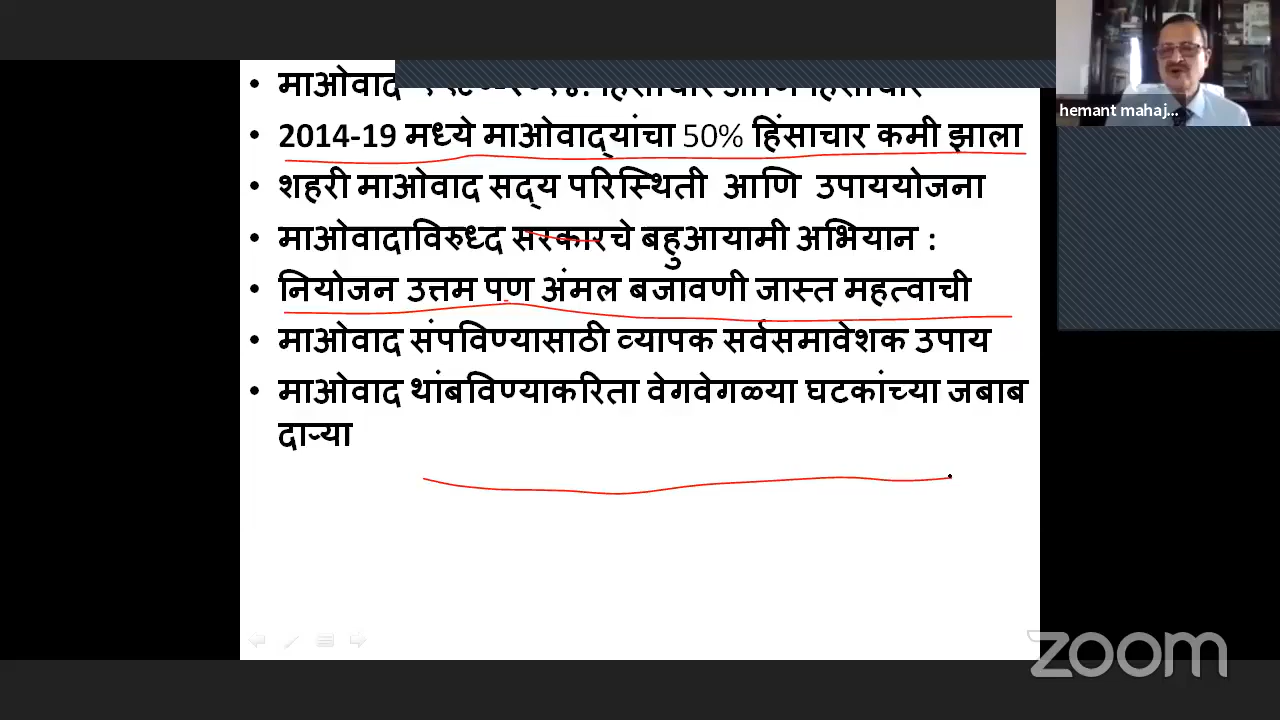 hemant mahaj...
• माओवाद
• 2014-19 मध्ये माओवाद्यांचा 50% हिंसाचार कमी झाला
• शहरी माओवाद सद्य परिस्थिती आणि उपाययोजना
• माओवादाविरुध्द सरकारचे बहुआयामी अभियान :
• नियोजन उत्तम पण अंमल बजावणी जास्त महत्वाची
• माओवाद संपविण्यासाठी व्यापक सर्वसमावेशक उपाय
• माओवाद थांबविण्याकरिता वेगवेगळ्या घटकांच्या जबाब
दाऱ्या
zoom